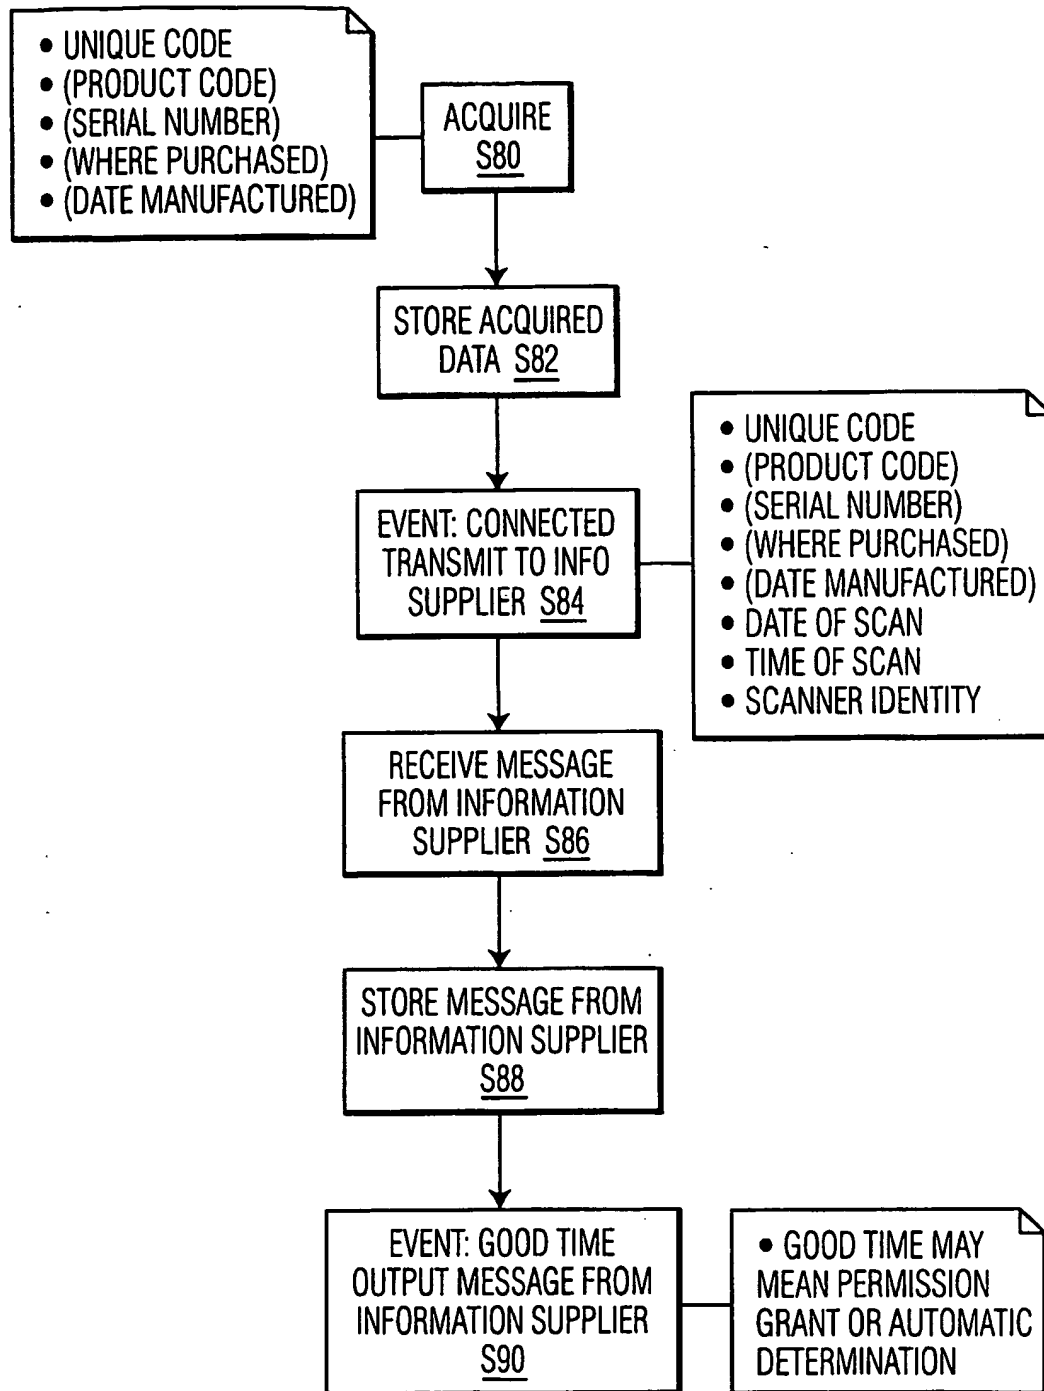 • UNIQUE CODE
• (PRODUCT CODE)
• (SERIAL NUMBER)
• (WHERE PURCHASED)
• (DATE MANUFACTURED)
ACQUIRE
S80
STORE ACQUIRED
DATA S82
EVENT: CONNECTED
TRANSMIT TO INFO
SUPPLIER S84
• UNIQUE CODE
• (PRODUCT CODE)
• (SERIAL NUMBER)
• (WHERE PURCHASED)
• (DATE MANUFACTURED)
• DATE OF SCAN
• TIME OF SCAN
• SCANNER IDENTITY
RECEIVE MESSAGE
FROM INFORMATION
SUPPLIER S86
STORE MESSAGE FROM
INFORMATION SUPPLIER
S88
EVENT: GOOD TIME
OUTPUT MESSAGE FROM
INFORMATION SUPPLIER
S90
• GOOD TIME MAY
MEAN PERMISSION
GRANT OR AUTOMATIC
DETERMINATION